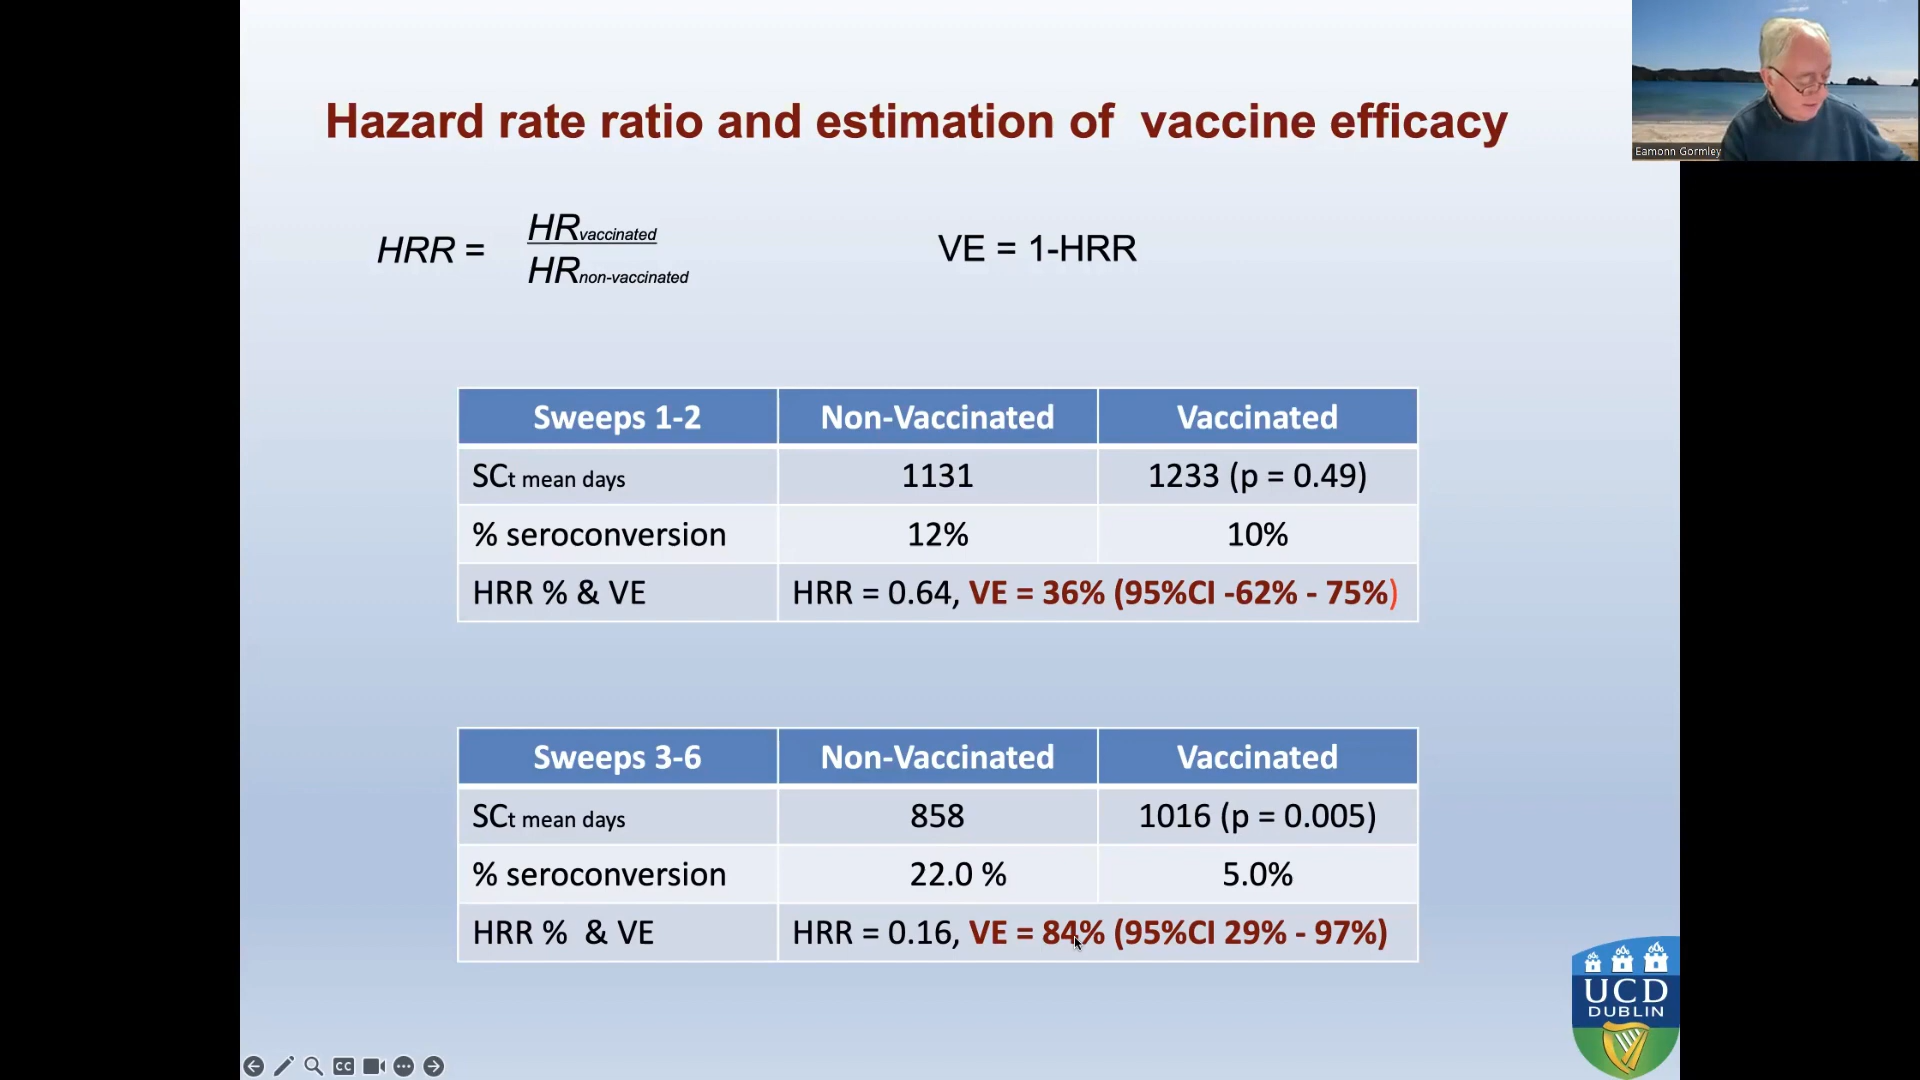 Hazard rate ratio and estimation of vaccine efficacy
Eamonn Gormley
HRR = HRvaccinated
HRnon-vaccinated
VE = 1-HRR
Sweeps 1-2 Non-Vaccinated Vaccinated
SCt mean days 1131 1233 (p = 0.49)
% seroconversion 12% 10%
HRR % & VE HRR = 0.64, VE = 36% (95%CI -62% - 75%)
Sweeps 3-6 Non-Vaccinated Vaccinated
SCt mean days 858 1016 (p = 0.005)
% seroconversion 22.0 % 5.0%
HRR % & VE HRR = 0.16, VE = 84% (95%CI 29% - 97%)
UCD
DUBLIN
CC